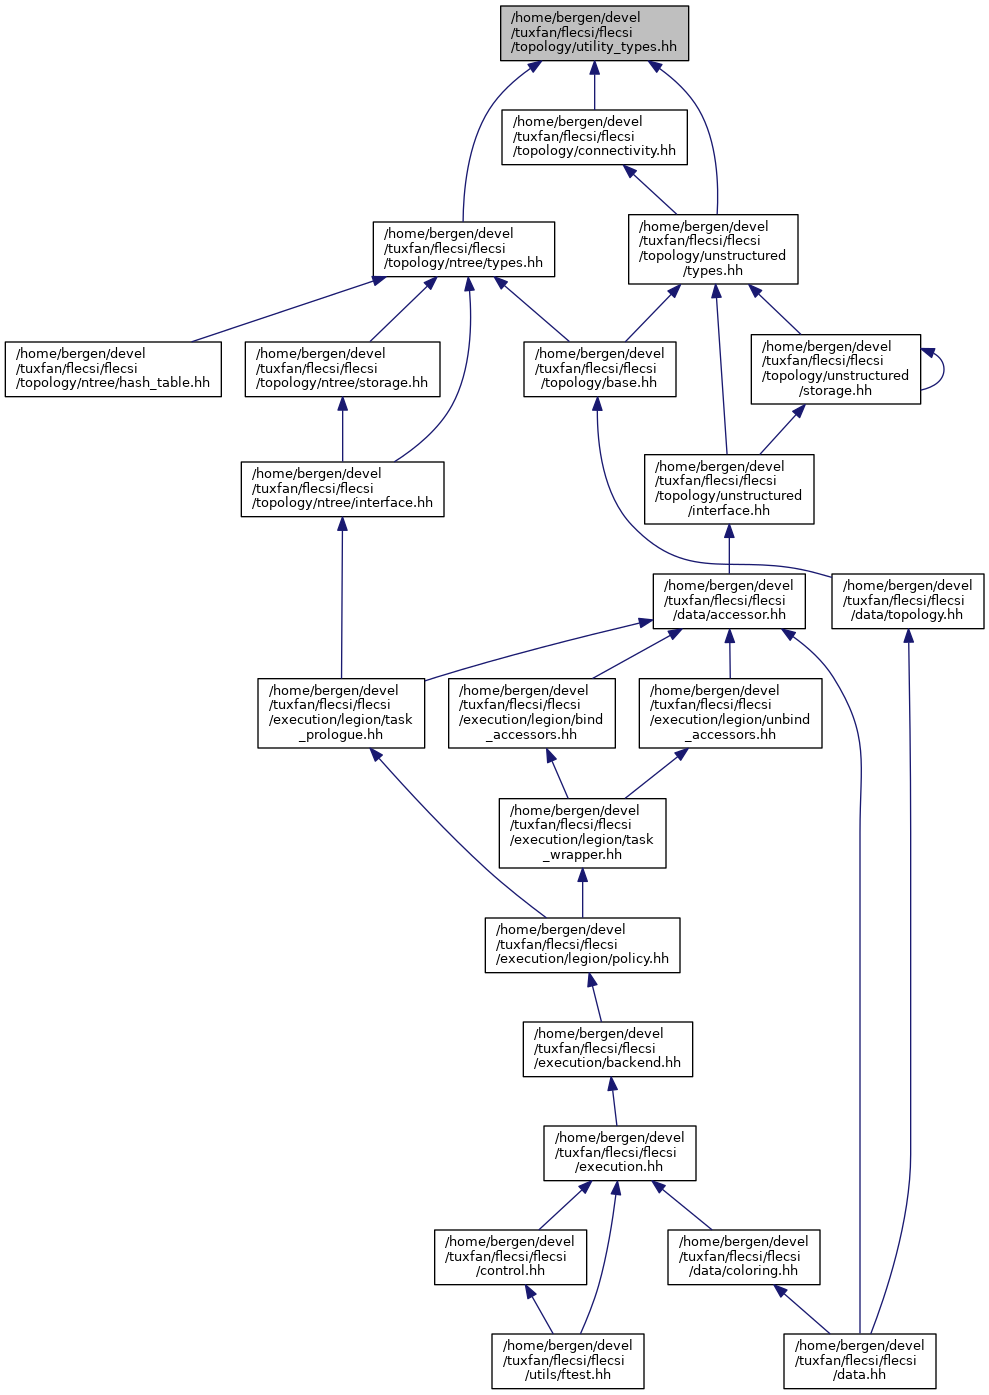 /home/bergen/devel
/tuxfan/flecsi/flecsi
/topology/utility_types.hh
/home/bergen/devel
/tuxfan/flecsi/flecsi
/topology/connectivity.hh
/home/bergen/devel
/tuxfan/flecsi/flecsi
/topology/ntree/types.hh
/home/bergen/devel
/tuxfan/flecsi/flecsi
/topology/unstructured
/types.hh
/home/bergen/devel
/tuxfan/flecsi/flecsi
/topology/ntree/hash_table.hh
/home/bergen/devel
/tuxfan/flecsi/flecsi
/topology/ntree/storage.hh
/home/bergen/devel
/tuxfan/flecsi/flecsi
/topology/base.hh
/home/bergen/devel
/tuxfan/flecsi/flecsi
/topology/unstructured
/storage.hh
/home/bergen/devel
/tuxfan/flecsi/flecsi
/topology/ntree/interface.hh
/home/bergen/devel
/tuxfan/flecsi/flecsi
/topology/unstructured
/interface.hh
/home/bergen/devel
/tuxfan/flecsi/flecsi
/data/accessor.hh
/home/bergen/devel
/tuxfan/flecsi/flecsi
/data/topology.hh
/home/bergen/devel
/tuxfan/flecsi/flecsi
/execution/legion/task
_prologue.hh
/home/bergen/devel
/tuxfan/flecsi/flecsi
/execution/legion/bind
_accessors.hh
/home/bergen/devel
/tuxfan/flecsi/flecsi
/execution/legion/unbind
_accessors.hh
/home/bergen/devel
/tuxfan/flecsi/flecsi
/execution/legion/task
_wrapper.hh
/home/bergen/devel
/tuxfan/flecsi/flecsi
/execution/legion/policy.hh
/home/bergen/devel
/tuxfan/flecsi/flecsi
/execution/backend.hh
/home/bergen/devel
/tuxfan/flecsi/flecsi
/execution.hh
/home/bergen/devel
/tuxfan/flecsi/flecsi
/control.hh
/home/bergen/devel
/tuxfan/flecsi/flecsi
/data/coloring.hh
/home/bergen/devel
/tuxfan/flecsi/flecsi
/utils/ftest.hh
/home/bergen/devel
/tuxfan/flecsi/flecsi
/data.hh